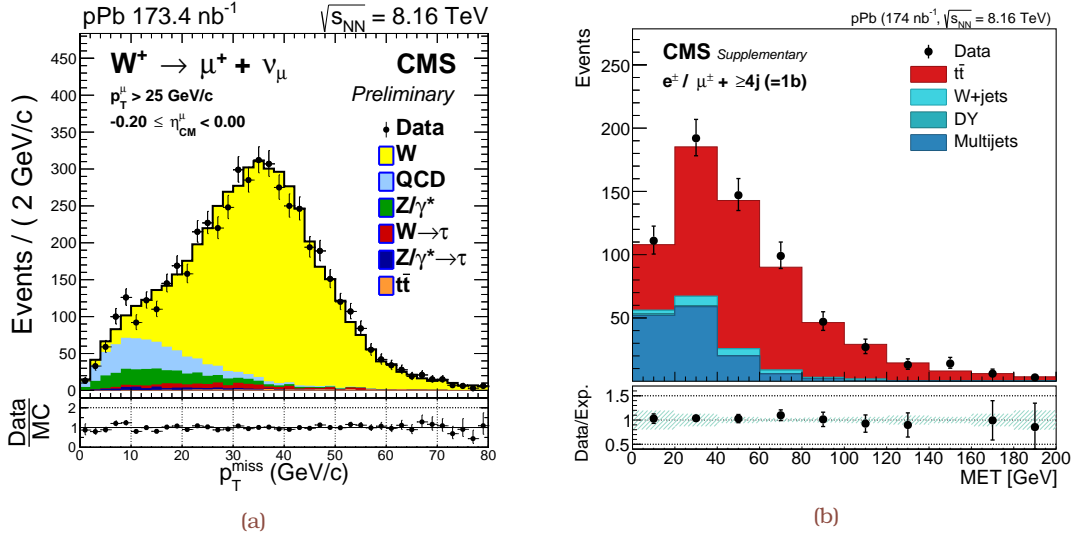 pPb 173.4 nb⁻¹ √s_NN = 8.16 TeV
W⁺ → μ⁺ + ν_μ CMS
p_T^μ > 25 GeV/c Preliminary
-0.20 ≤ η_CM^μ < 0.00
Data
W
QCD
Z/γ*
W→τ
Z/γ*→τ
tt̄
Events / ( 2 GeV/c)
450
400
350
300
250
200
150
100
50
0
Data/MC
2
1
0
0 10 20 30 40 50 60 70 80
p_T^miss (GeV/c)
(a)
pPb (174 nb⁻¹, √s_NN = 8.16 TeV)
CMS Supplementary
e^± / μ^± + ≥4j (=1b)
Data
tt̄
W+jets
DY
Multijets
Events
250
200
150
100
50
Data/Exp.
1.5
1
0.5
0 20 40 60 80 100 120 140 160 180 200
MET [GeV]
(b)